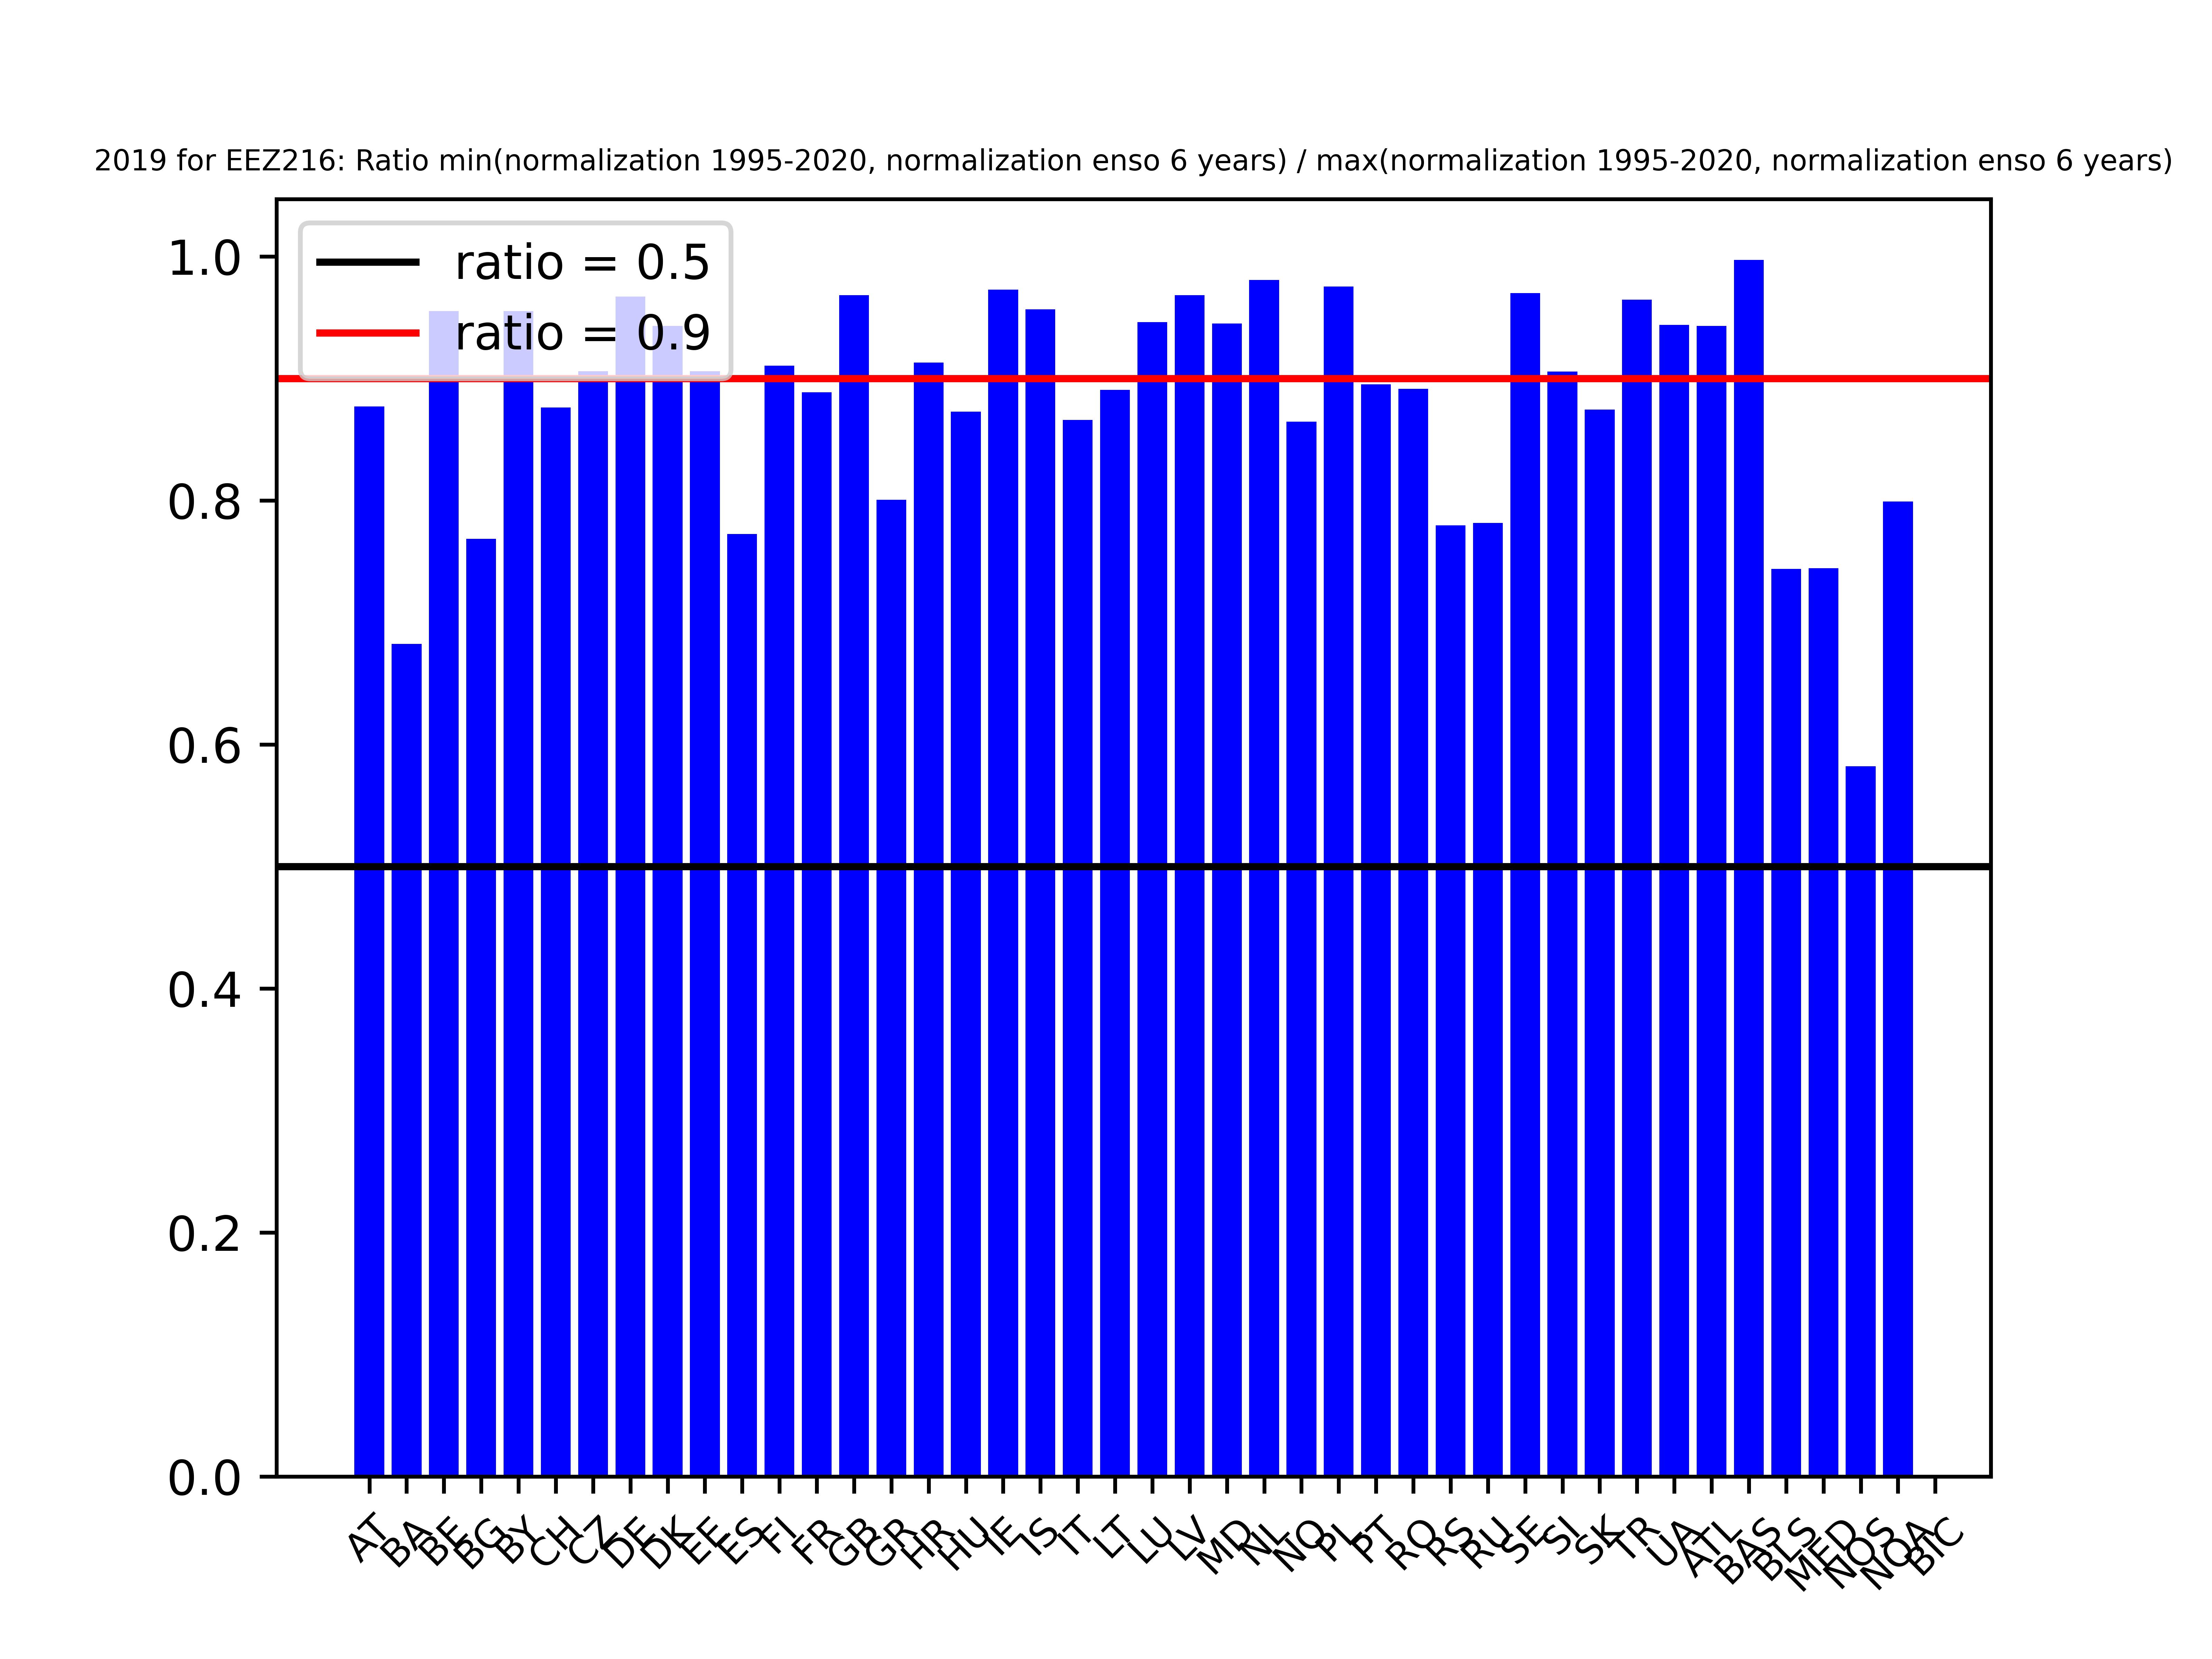 2019 for EEZ216: Ratio min(normalization 1995-2020, normalization enso 6 years) / max(normalization 1995-2020, normalization enso 6 years)
ratio = 0.5
ratio = 0.9
1.0
0.8
0.6
0.4
0.2
0.0
AT BA BE BG BY CH CZ DE DK EE ES FI FR GB GR HR HU IE IS IT LT LU LV MD NL NO PL PT RO RS RU SE SI SK TR UA ATL BAS BLS MED NOS NOA BIC